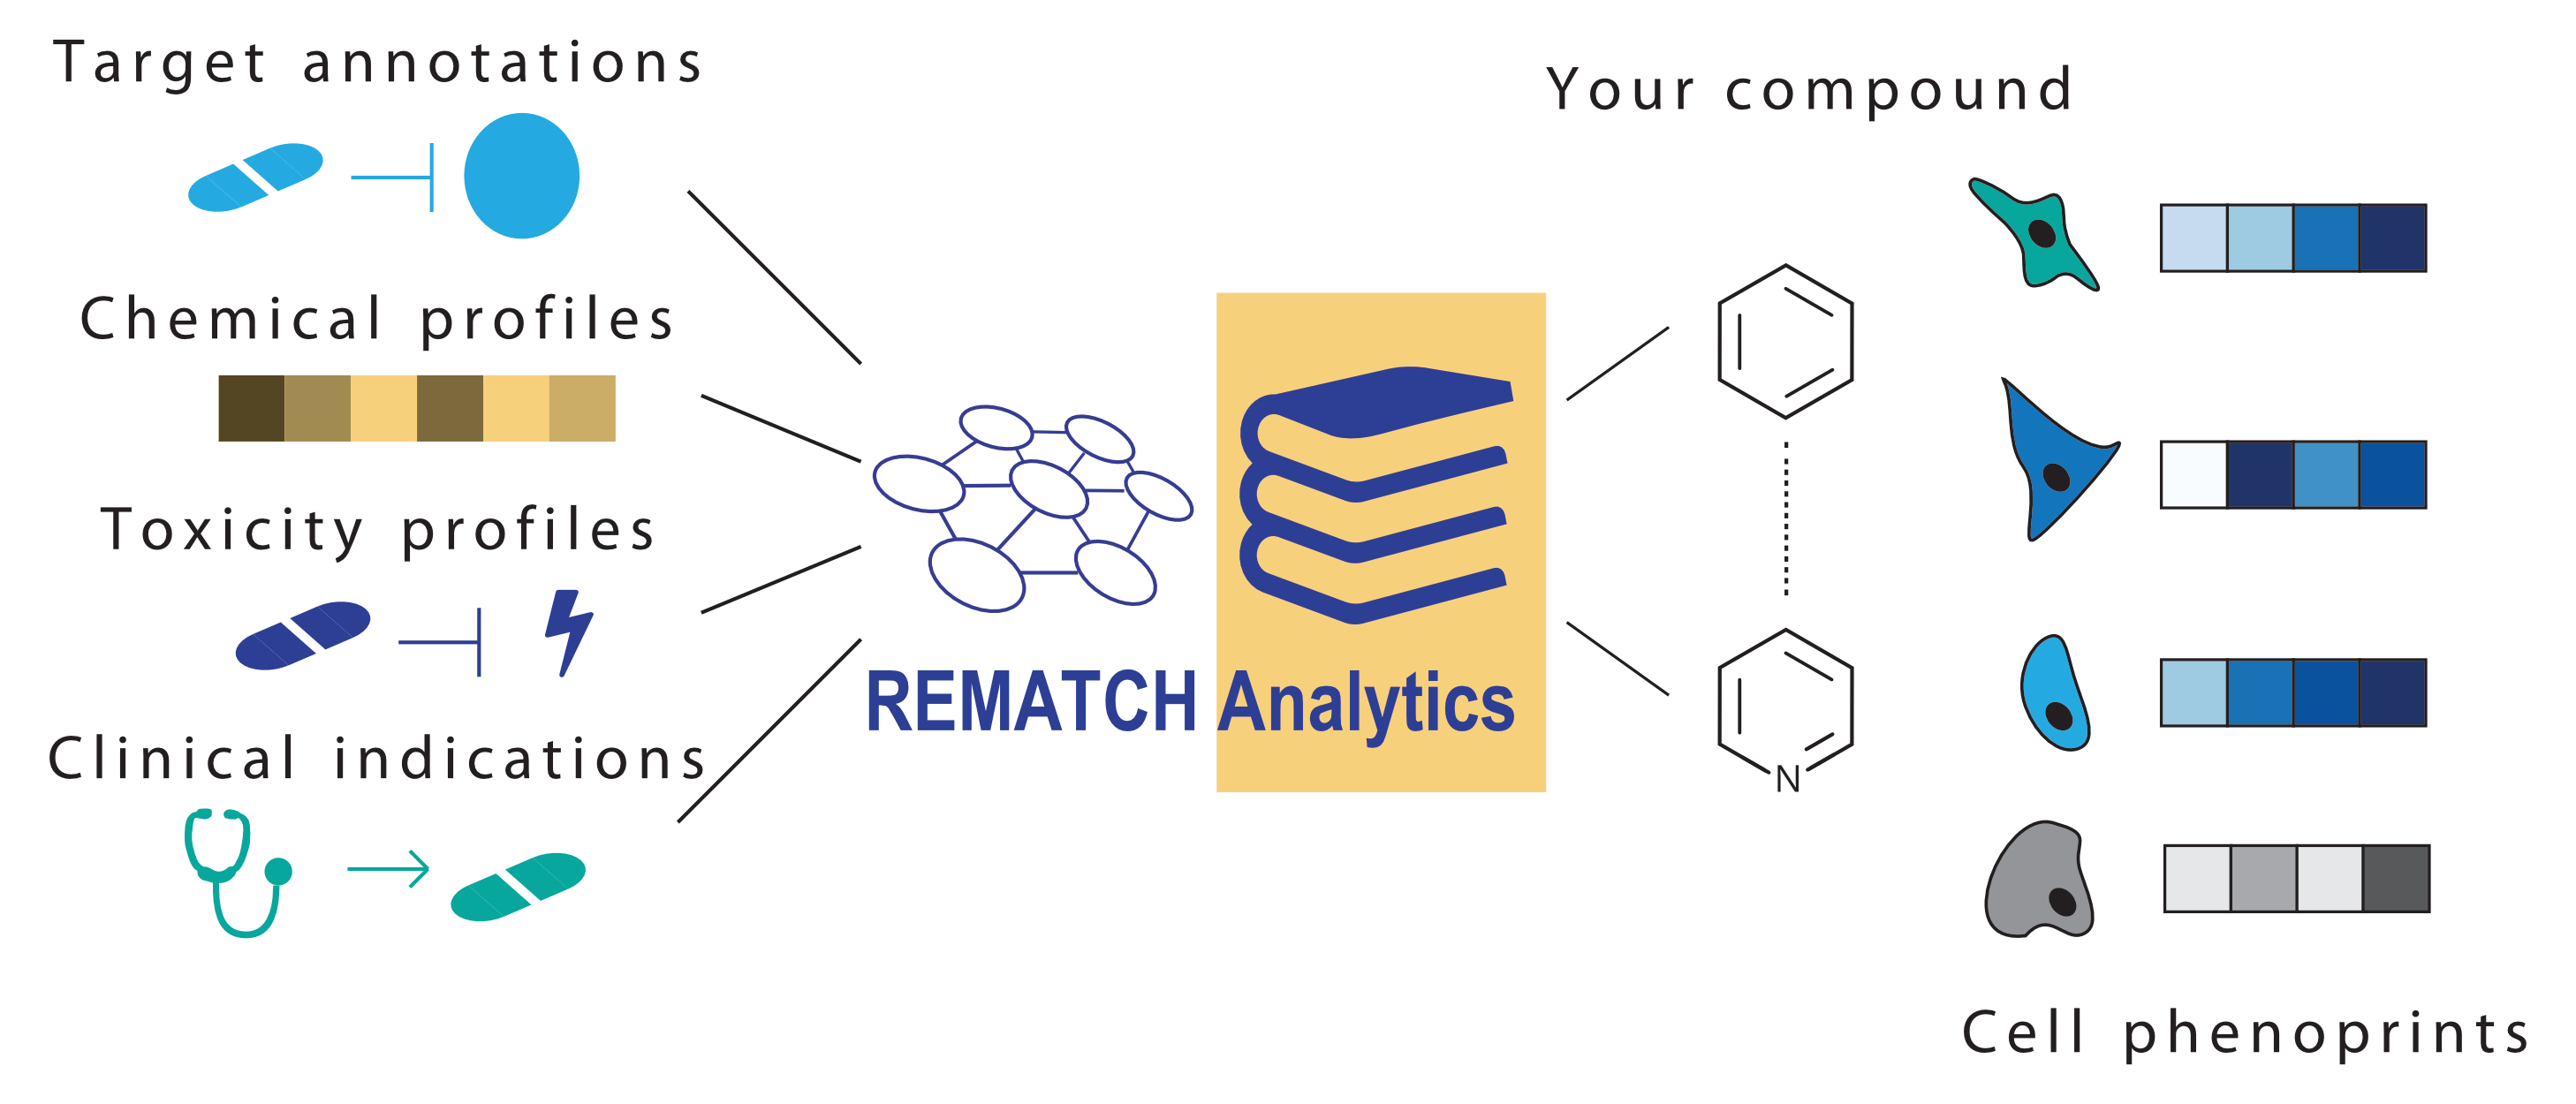 Target annotations
Chemical profiles
Toxicity profiles
Clinical indications
REMATCH Analytics
Your compound
N
Cell phenoprints